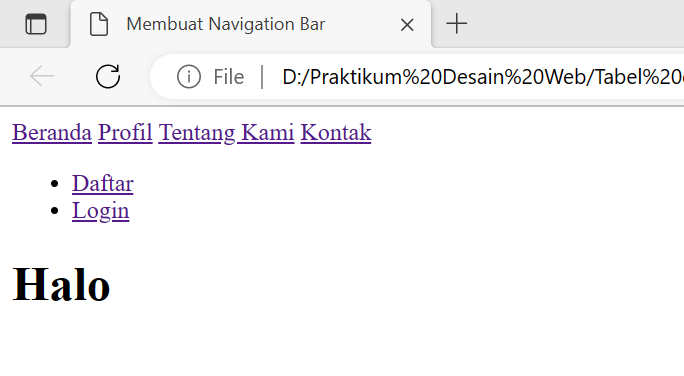 Membuat Navigation Bar
File
D:/Praktikum%20Desain%20Web/Tabel%20
Beranda Profil Tentang Kami Kontak
Daftar
Login
Halo